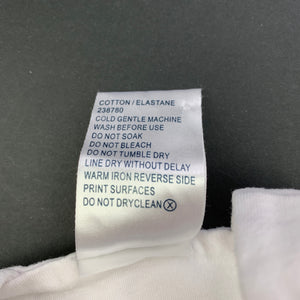 COTTON / ELASTANE
238780
COLD GENTLE MACHINE
WASH BEFORE USE
DO NOT SOAK
DO NOT BLEACH
DO NOT TUMBLE DRY
LINE DRY WITHOUT DELAY
WARM IRON REVERSE SIDE
PRINT SURFACES
DO NOT DRYCLEAN Ⓧ